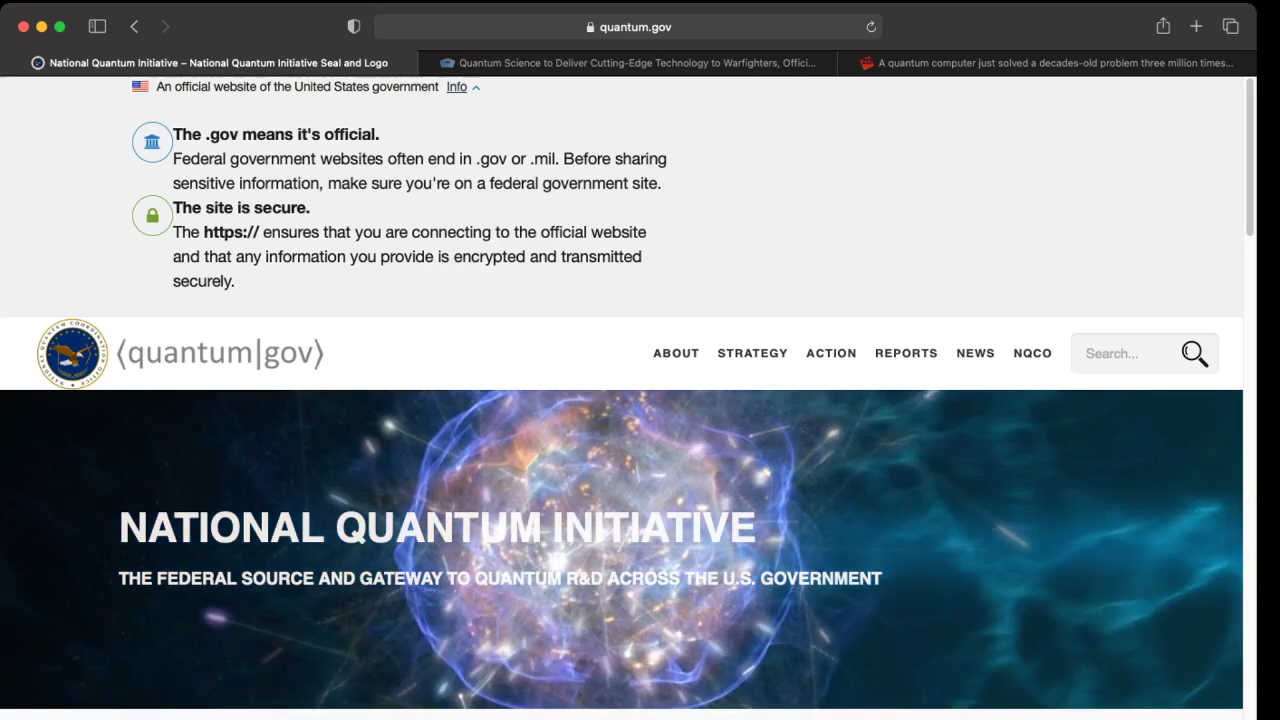 quantum.gov
National Quantum Initiative – National Quantum Initiative Seal and Logo
Quantum Science to Deliver Cutting-Edge Technology to Warfighters, Offici...
A quantum computer just solved a decades-old problem three million times...
An official website of the United States government Info
The .gov means it's official.
Federal government websites often end in .gov or .mil. Before sharing
sensitive information, make sure you're on a federal government site.
The site is secure.
The https:// ensures that you are connecting to the official website
and that any information you provide is encrypted and transmitted
securely.
⟨quantum|gov⟩
ABOUT STRATEGY ACTION REPORTS NEWS NQCO Search...
NATIONAL QUANTUM INITIATIVE
THE FEDERAL SOURCE AND GATEWAY TO QUANTUM R&D ACROSS THE U.S. GOVERNMENT